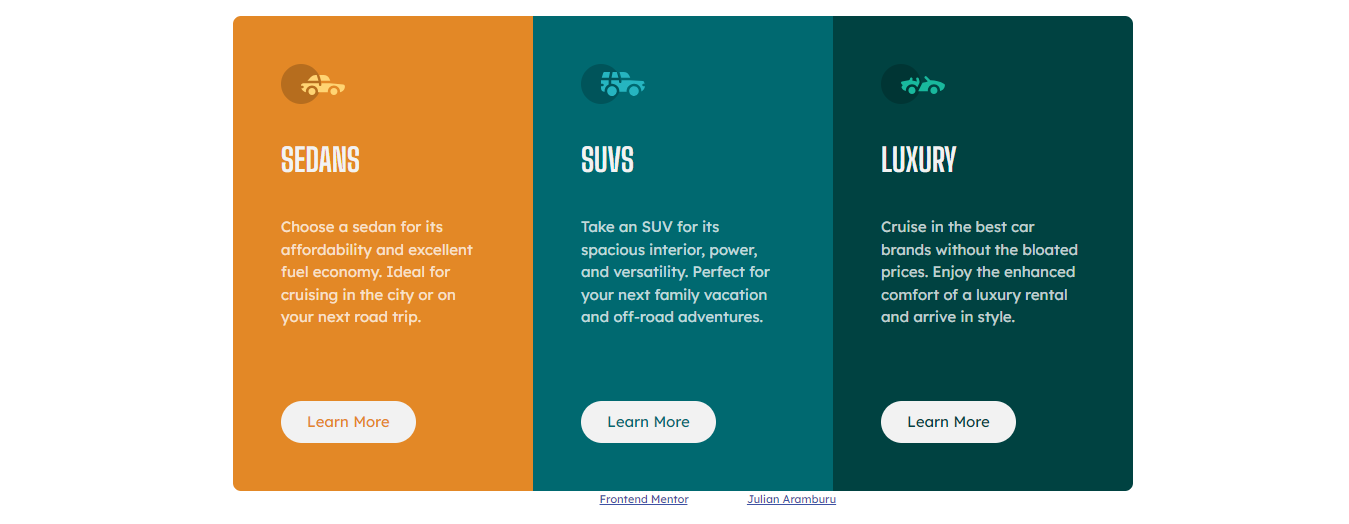 SEDANS
Choose a sedan for its
affordability and excellent
fuel economy. Ideal for
cruising in the city or on
your next road trip.
Learn More
SUVS
Take an SUV for its
spacious interior, power,
and versatility. Perfect for
your next family vacation
and off-road adventures.
Learn More
LUXURY
Cruise in the best car
brands without the bloated
prices. Enjoy the enhanced
comfort of a luxury rental
and arrive in style.
Learn More
Frontend Mentor
Julian Aramburu